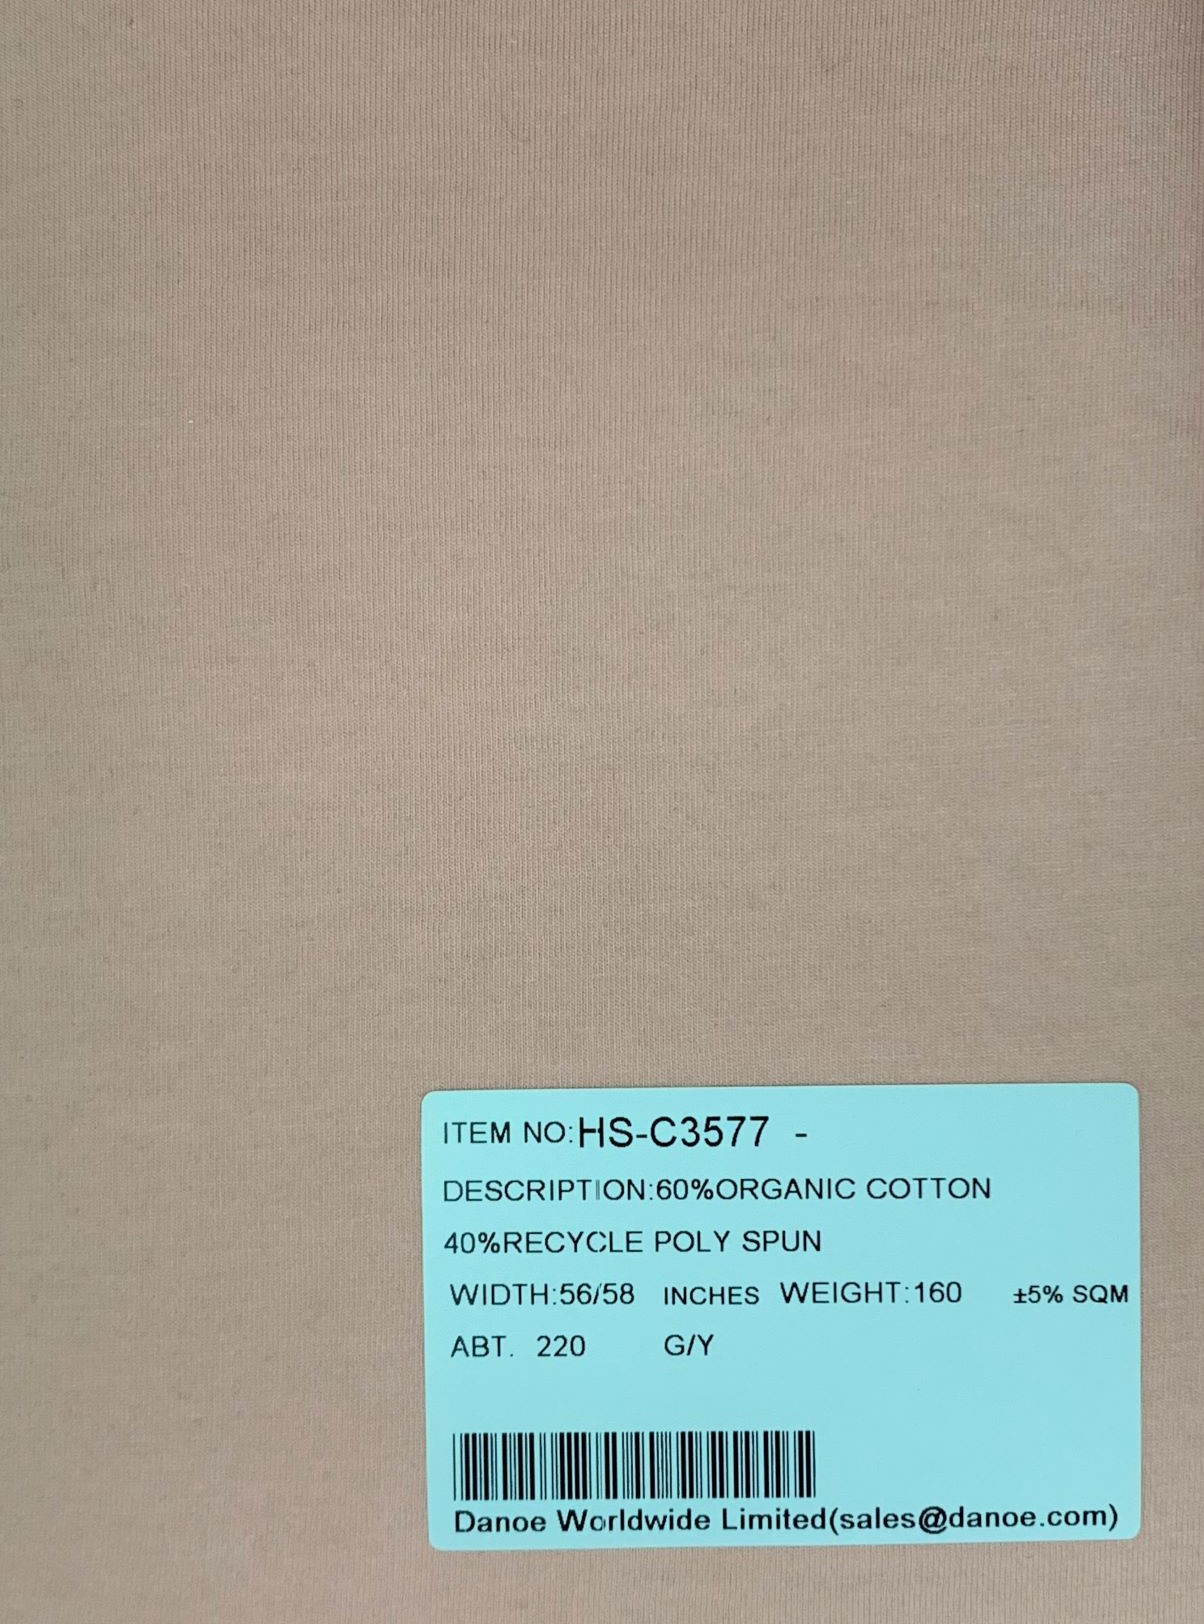 ITEM NO:HS-C3577 -
DESCRIPTION:60%ORGANIC COTTON
40%RECYCLE POLY SPUN
WIDTH:56/58 INCHES WEIGHT:160 ±5% SQM
ABT. 220 G/Y
Danoe Worldwide Limited(sales@danoe.com)